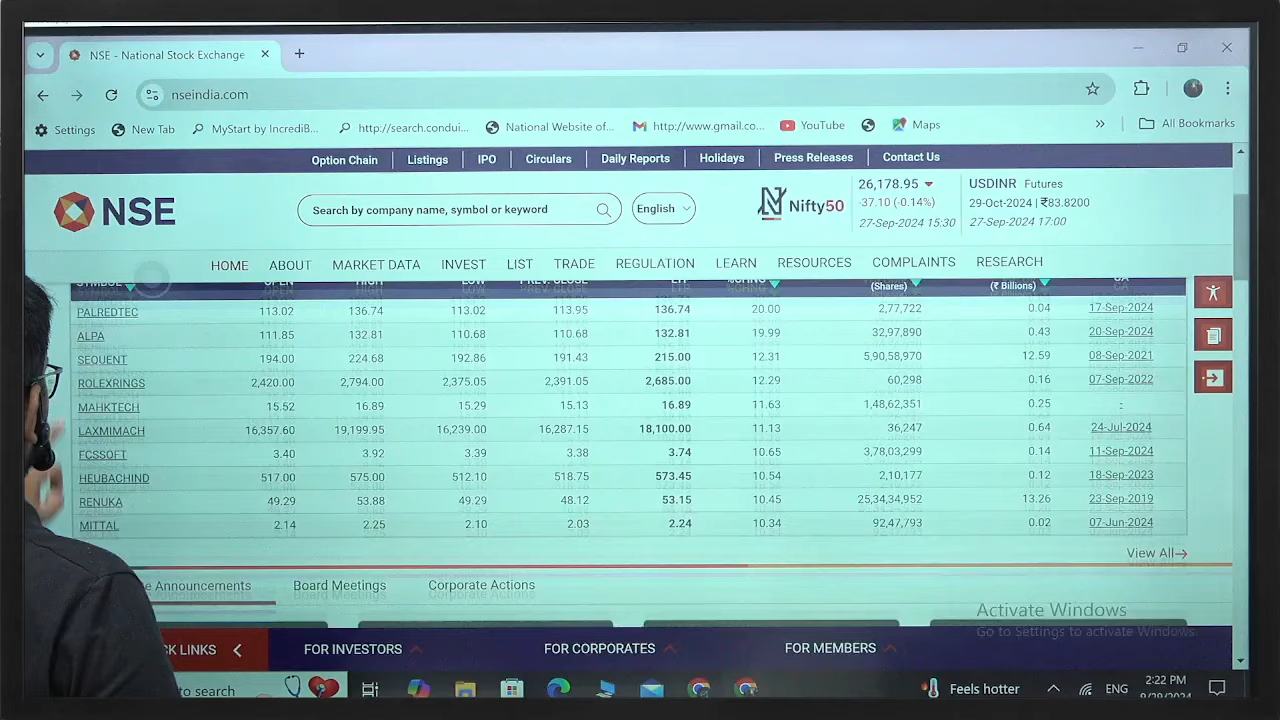 NSE - National Stock Exchange
nseindia.com
Settings New Tab MyStart by IncrediB... http://search.condui... National Website of... http://www.gmail.co... YouTube Maps » All Bookmarks
Option Chain Listings IPO Circulars Daily Reports Holidays Press Releases Contact Us
NSE
Search by company name, symbol or keyword
English
Nifty50
26,178.95
-37.10 (-0.14%)
27-Sep-2024 15:30
USDINR Futures
29-Oct-2024 | ₹83.8200
27-Sep-2024 17:00
HOME ABOUT MARKET DATA INVEST LIST TRADE REGULATION LEARN RESOURCES COMPLAINTS RESEARCH
SYMBOL OPEN HIGH LOW PREV. CLOSE LTP %CHNG (Shares) (₹ Billions) CA
PALREDTEC 113.02 136.74 113.02 113.95 136.74 20.00 2,77,722 0.04 17-Sep-2024
ALPA 111.85 132.81 110.68 110.68 132.81 19.99 32,97,890 0.43 20-Sep-2024
SEQUENT 194.00 224.68 192.86 191.43 215.00 12.31 5,90,58,970 12.59 08-Sep-2021
ROLEXRINGS 2,420.00 2,794.00 2,375.05 2,391.05 2,685.00 12.29 60,298 0.16 07-Sep-2022
MAHKTECH 15.52 16.89 15.29 15.13 16.89 11.63 1,48,62,351 0.25 -
LAXMIMACH 16,357.60 19,199.95 16,239.00 16,287.15 18,100.00 11.13 36,247 0.64 24-Jul-2024
FCSSOFT 3.40 3.92 3.39 3.38 3.74 10.65 3,78,03,299 0.14 11-Sep-2024
HEUBACHIND 517.00 575.00 512.10 518.75 573.45 10.54 2,10,177 0.12 18-Sep-2023
RENUKA 49.29 53.88 49.29 48.12 53.15 10.45 25,34,34,952 13.26 23-Sep-2019
MITTAL 2.14 2.25 2.10 2.03 2.24 10.34 92,47,793 0.02 07-Jun-2024
View All
Announcements Board Meetings Corporate Actions
Activate Windows
Go to Settings to activate Windows.
LINKS FOR INVESTORS FOR CORPORATES FOR MEMBERS
to search Feels hotter ENG 2:22 PM
9/29/2024